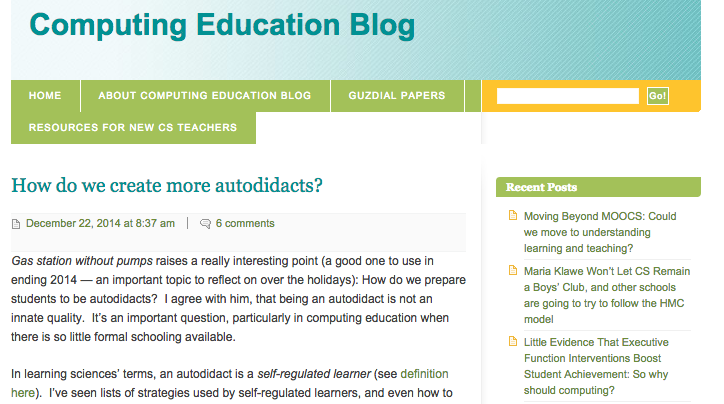 Computing Education Blog
HOME
ABOUT COMPUTING EDUCATION BLOG
GUZDIAL PAPERS
Go!
RESOURCES FOR NEW CS TEACHERS
How do we create more autodidacts?
December 22, 2014 at 8:37 am
6 comments
Gas station without pumps raises a really interesting point (a good one to use in
ending 2014 — an important topic to reflect on over the holidays): How do we prepare
students to be autodidacts?  I agree with him, that being an autodidact is not an
innate quality.  It’s an important question, particularly in computing education when
there is so little formal schooling available.
In learning sciences’ terms, an autodidact is a self-regulated learner (see definition
here).  I’ve seen lists of strategies used by self-regulated learners, and even how to
Recent Posts
Moving Beyond MOOCS: Could
we move to understanding
learning and teaching?
Maria Klawe Won’t Let CS Remain
a Boys’ Club, and other schools
are going to try to follow the HMC
model
Little Evidence That Executive
Function Interventions Boost
Student Achievement: So why
should computing?